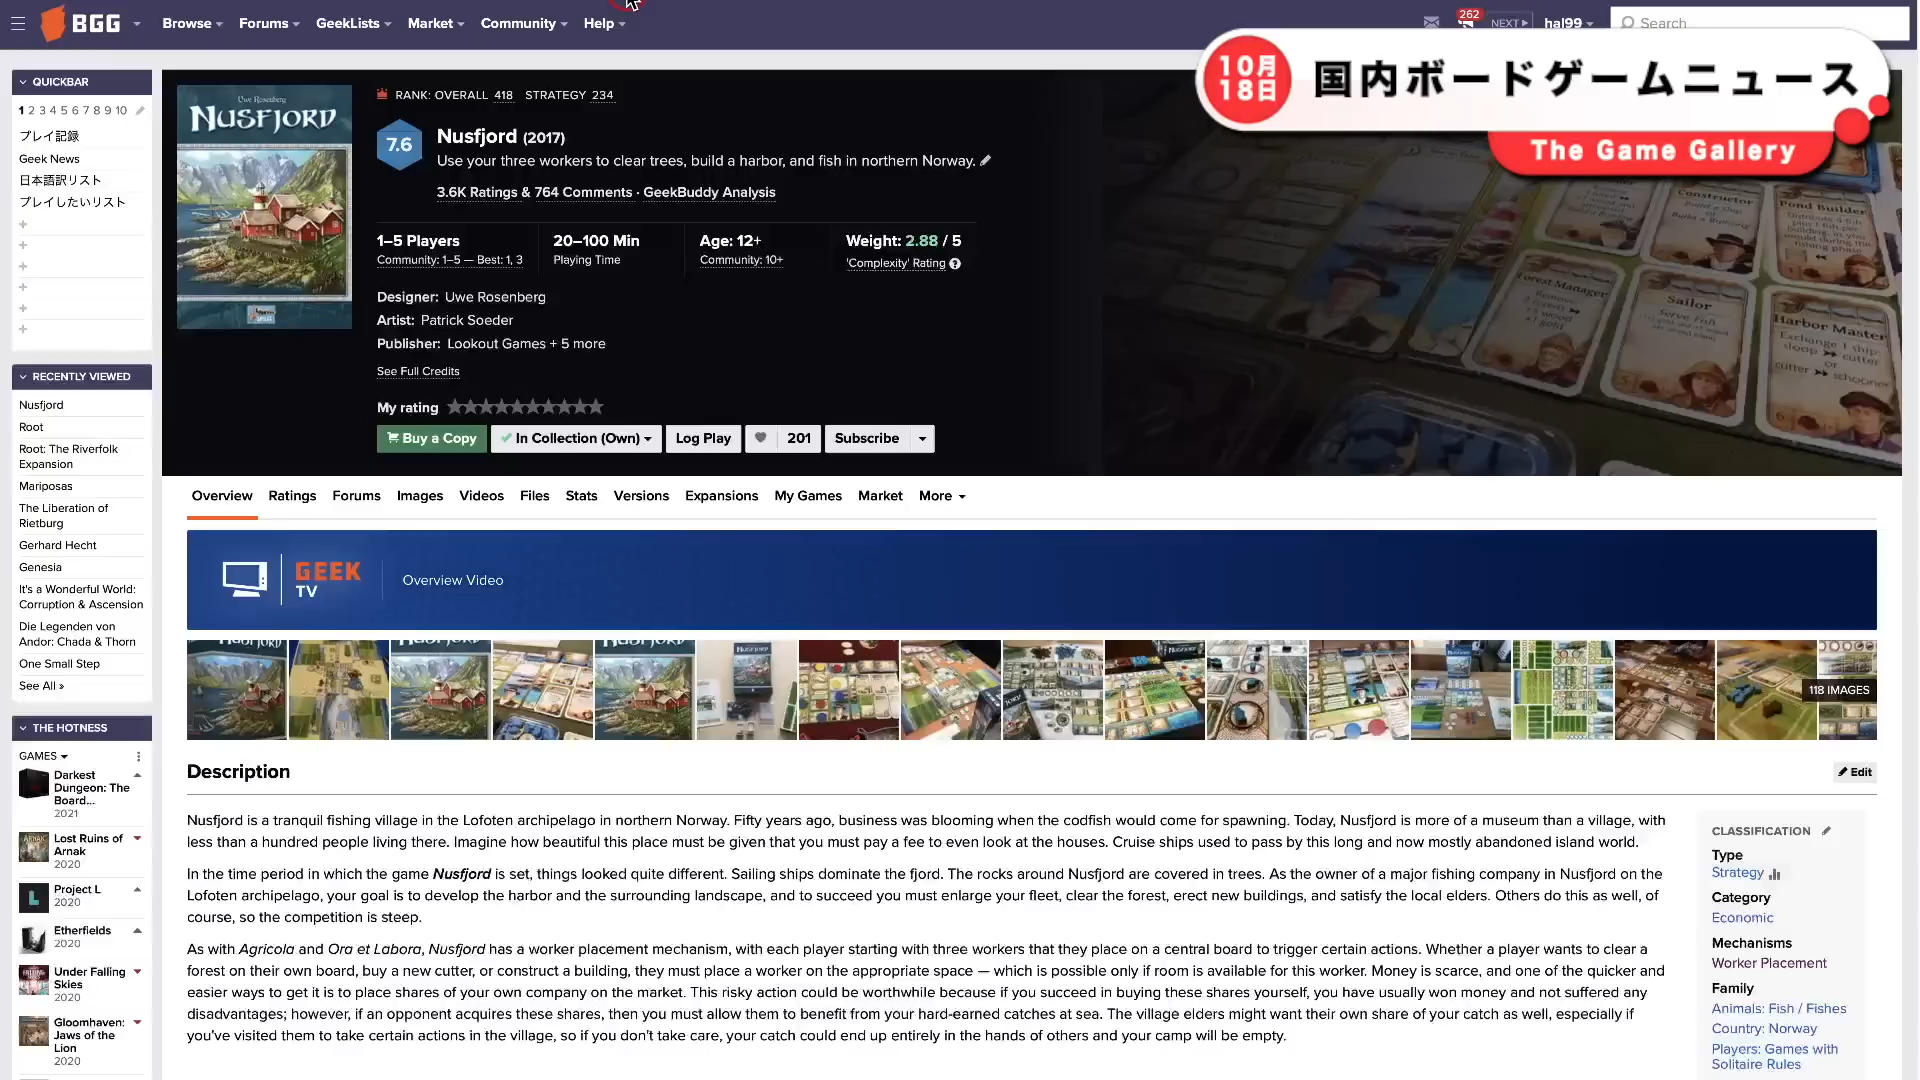 BGG
Browse Forums GeekLists Market Community Help
262
NEXT
hal99
Search
10月
18日
国内ボードゲームニュース
The Game Gallery
QUICKBAR
1 2 3 4 5 6 7 8 9 10
プレイ記録
Geek News
日本語訳リスト
プレイしたいリスト
RECENTLY VIEWED
Nusfjord
Root
Root: The Riverfolk
Expansion
Mariposas
The Liberation of
Rietburg
Gerhard Hecht
Genesia
It's a Wonderful World:
Corruption & Ascension
Die Legenden von
Andor: Chada & Thorn
One Small Step
See All »
THE HOTNESS
GAMES
Darkest
Dungeon: The
Board...
2021
Lost Ruins of
Arnak
2020
Project L
2020
Etherfields
2020
Under Falling
Skies
2020
Gloomhaven:
Jaws of the
Lion
2020
Uwe Rosenberg
NUSFJORD
RANK: OVERALL 418 STRATEGY 234
7.6
Nusfjord (2017)
Use your three workers to clear trees, build a harbor, and fish in northern Norway.
3.6K Ratings & 764 Comments · GeekBuddy Analysis
1–5 Players 20–100 Min Age: 12+ Weight: 2.88 / 5
Community: 1–5 — Best: 1, 3 Playing Time Community: 10+ 'Complexity' Rating
Designer: Uwe Rosenberg
Artist: Patrick Soeder
Publisher: Lookout Games + 5 more
See Full Credits
My rating
Buy a Copy In Collection (Own) Log Play 201 Subscribe
Constructor
Pond Builder
Forest Manager
Sailor
Serve Fish
Harbor Master
Exchange 1 ship
sloop
cutter
cutter
schooner
Overview Ratings Forums Images Videos Files Stats Versions Expansions My Games Market More
GEEK
TV
Overview Video
118 IMAGES
Description
Edit
Nusfjord is a tranquil fishing village in the Lofoten archipelago in northern Norway. Fifty years ago, business was blooming when the codfish would come for spawning. Today, Nusfjord is more of a museum than a village, with
less than a hundred people living there. Imagine how beautiful this place must be given that you must pay a fee to even look at the houses. Cruise ships used to pass by this long and now mostly abandoned island world.
In the time period in which the game Nusfjord is set, things looked quite different. Sailing ships dominate the fjord. The rocks around Nusfjord are covered in trees. As the owner of a major fishing company in Nusfjord on the
Lofoten archipelago, your goal is to develop the harbor and the surrounding landscape, and to succeed you must enlarge your fleet, clear the forest, erect new buildings, and satisfy the local elders. Others do this as well, of
course, so the competition is steep.
As with Agricola and Ora et Labora, Nusfjord has a worker placement mechanism, with each player starting with three workers that they place on a central board to trigger certain actions. Whether a player wants to clear a
forest on their own board, buy a new cutter, or construct a building, they must place a worker on the appropriate space — which is possible only if room is available for this worker. Money is scarce, and one of the quicker and
easier ways to get it is to place shares of your own company on the market. This risky action could be worthwhile because if you succeed in buying these shares yourself, you have usually won money and not suffered any
disadvantages; however, if an opponent acquires these shares, then you must allow them to benefit from your hard-earned catches at sea. The village elders might want their own share of your catch as well, especially if
you've visited them to take certain actions in the village, so if you don't take care, your catch could end up entirely in the hands of others and your camp will be empty.
CLASSIFICATION
Type
Strategy
Category
Economic
Mechanisms
Worker Placement
Family
Animals: Fish / Fishes
Country: Norway
Players: Games with
Solitaire Rules